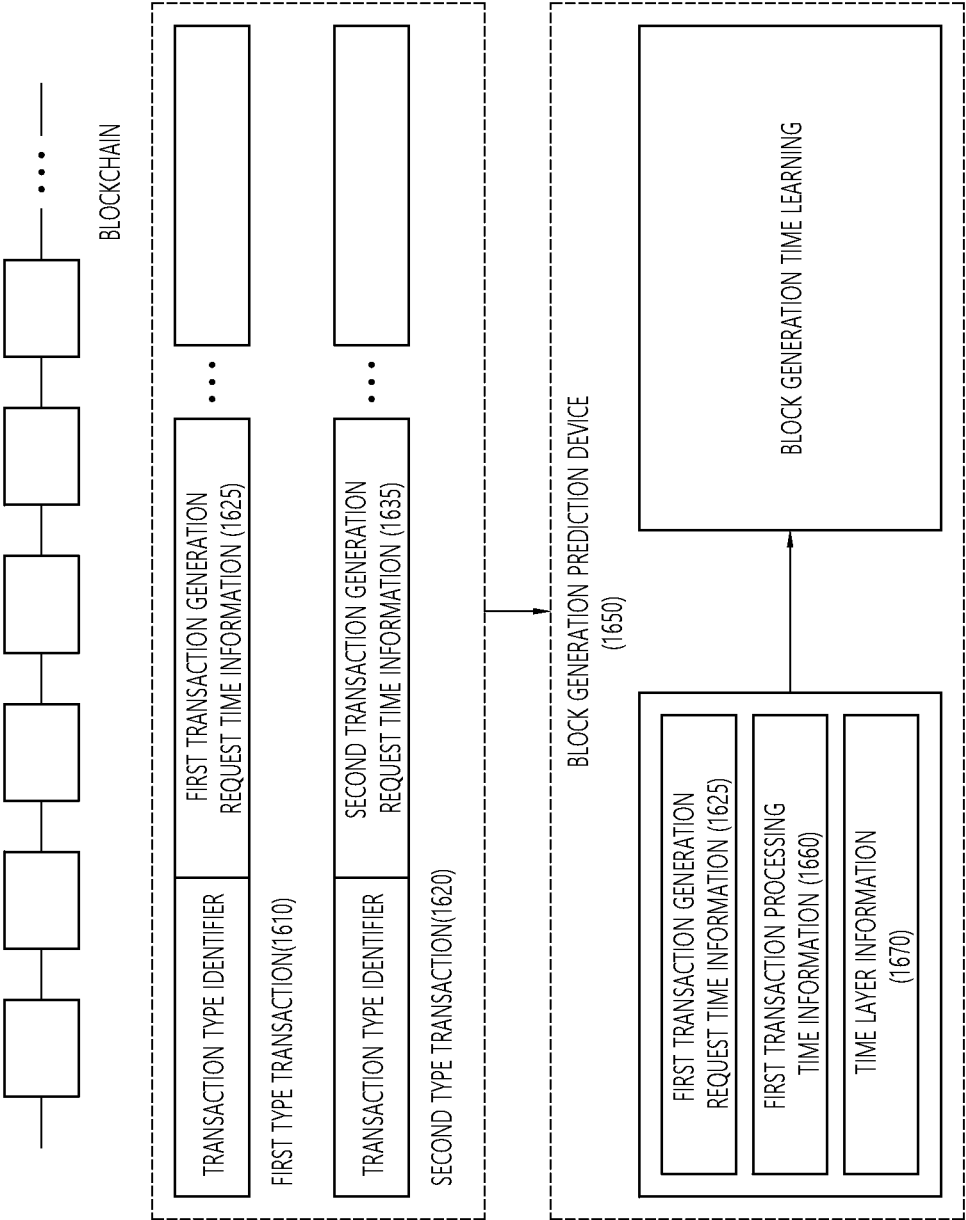 BLOCKCHAIN
TRANSACTION TYPE IDENTIFIER
FIRST TRANSACTION GENERATION
REQUEST TIME INFORMATION (1625)
FIRST TYPE TRANSACTION(1610)
TRANSACTION TYPE IDENTIFIER
SECOND TRANSACTION GENERATION
REQUEST TIME INFORMATION (1635)
SECOND TYPE TRANSACTION(1620)
BLOCK GENERATION PREDICTION DEVICE
(1650)
FIRST TRANSACTION GENERATION
REQUEST TIME INFORMATION (1625)
FIRST TRANSACTION PROCESSING
TIME INFORMATION (1660)
TIME LAYER INFORMATION
(1670)
BLOCK GENERATION TIME LEARNING